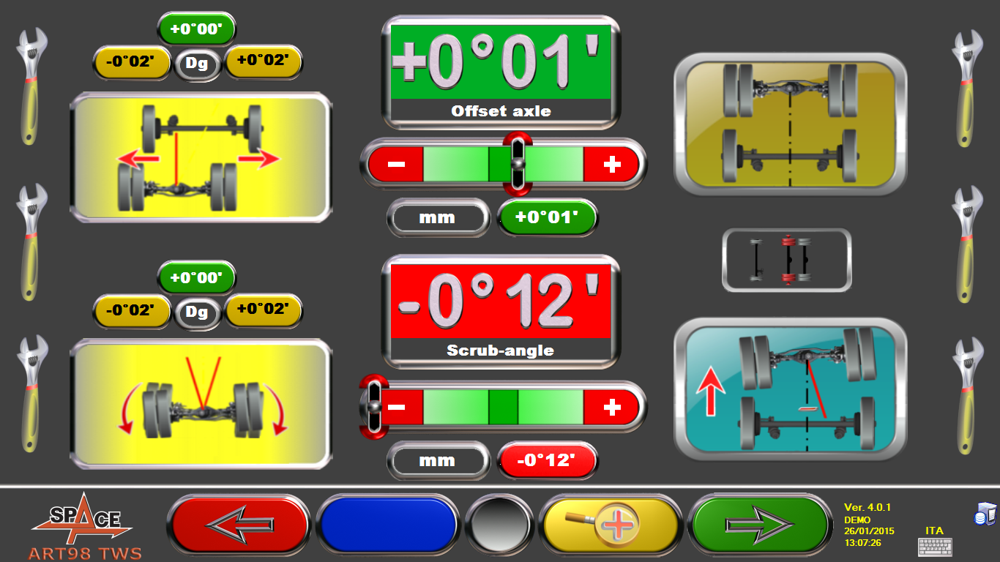 +0°00'
-0°02' Dg +0°02'
+0°01'
Offset axle
− +
mm +0°01'
+0°00'
-0°02' Dg +0°02'
-0°12'
Scrub-angle
− +
mm -0°12'
SPACE
ART98 TWS
Ver. 4.0.1
DEMO
26/01/2015
13:07:26
ITA